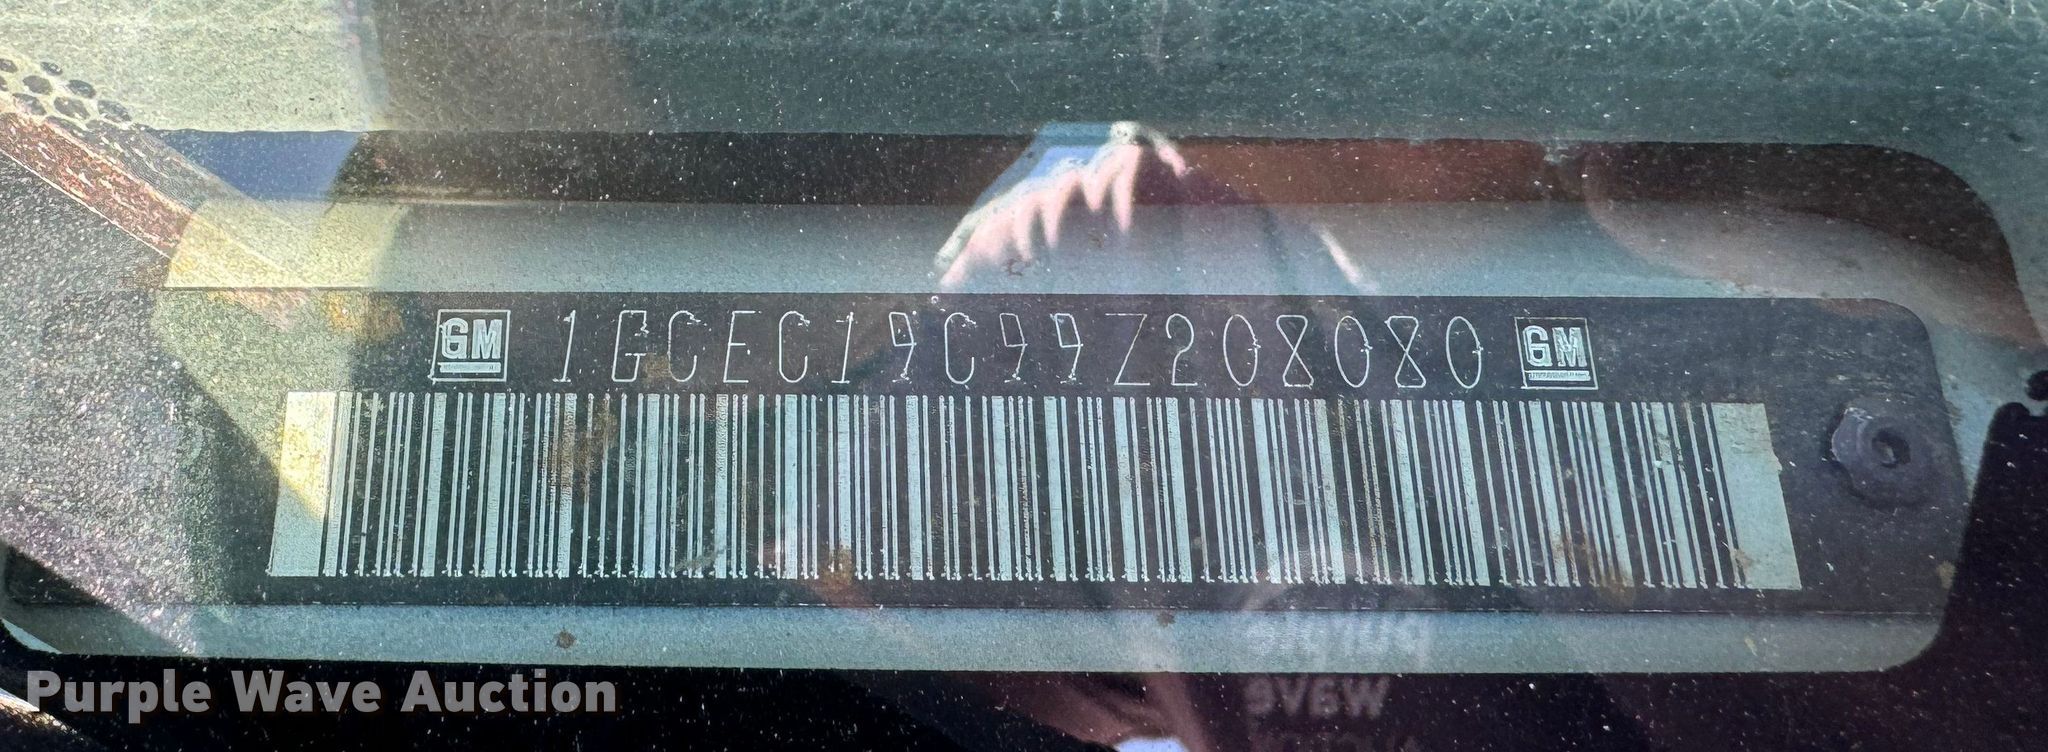 GM 1GCEC19C99Z208080 GM
Purple Wave Auction